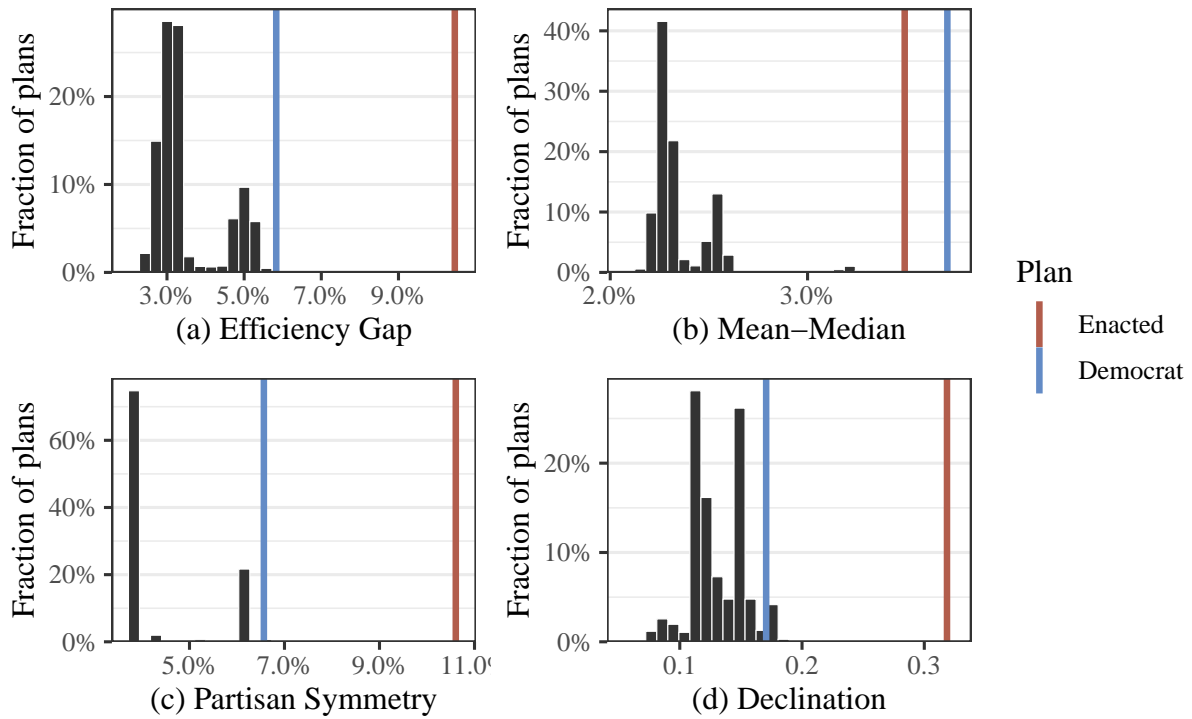 Fraction of plans
20%
10%
0%
3.0% 5.0% 7.0% 9.0%
(a) Efficiency Gap
Fraction of plans
40%
30%
20%
10%
0%
2.0% 3.0%
(b) Mean−Median
Fraction of plans
60%
40%
20%
0%
5.0% 7.0% 9.0% 11.0
(c) Partisan Symmetry
Fraction of plans
20%
10%
0%
0.1 0.2 0.3
(d) Declination
Plan
Enacted
Democrat